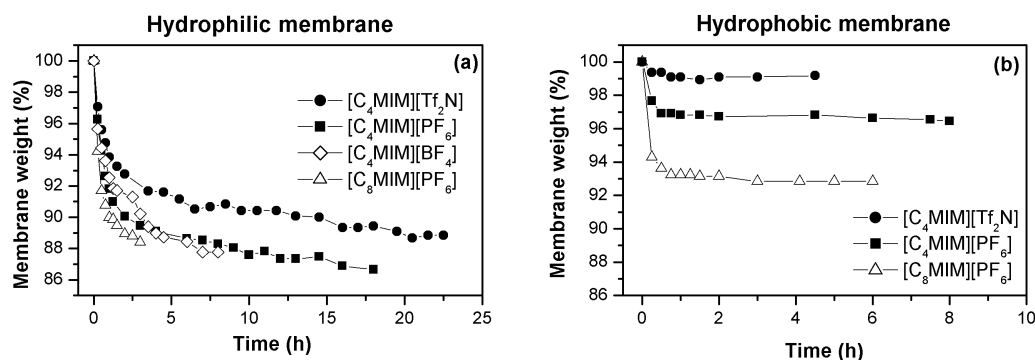 Hydrophilic membrane
(a)
100
98
96
94
92
90
88
86
Membrane weight (%)
[C₄MIM][Tf₂N]
[C₄MIM][PF₆]
[C₄MIM][BF₄]
[C₈MIM][PF₆]
0 5 10 15 20 25
Time (h)
Hydrophobic membrane
(b)
100
98
96
94
92
90
88
86
Membrane weight (%)
[C₄MIM][Tf₂N]
[C₄MIM][PF₆]
[C₈MIM][PF₆]
0 2 4 6 8 10
Time (h)